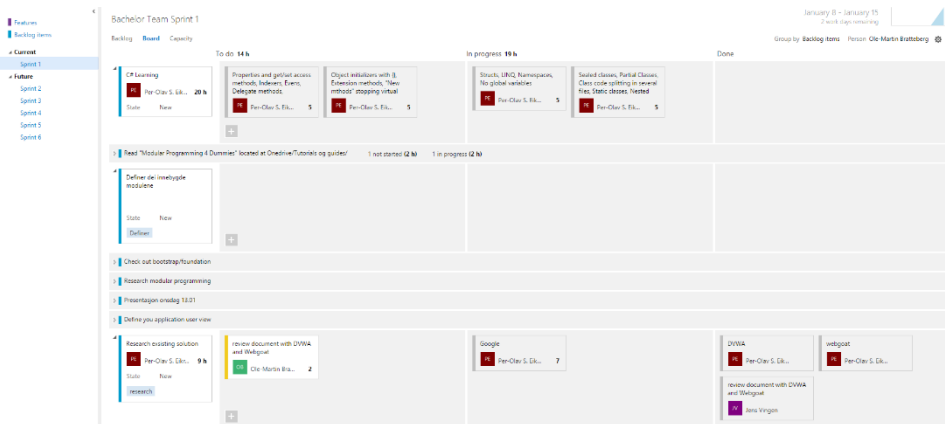 Features
Backlog items
Current
Sprint 1
Future
Sprint 2
Sprint 3
Sprint 4
Sprint 5
Sprint 6
Bachelor Team Sprint 1
January 8 - January 15
2 work days remaining
Backlog Board Capacity
Group by Backlog items Person Ole-Martin Bratteberg
To do 14 h
In progress 19 h
Done
C# Learning
PE Per-Olav S. Eik... 20 h
State New
Properties and get/set access
methods, Indexers, Evens,
Delegate methods.
PE Per-Olav S. Eik... 5
Object initializers with {},
Extension methods, "New
mthods" stopping virtual
PE Per-Olav S. Eik... 5
Structs, LINQ, Namespaces,
No global variables
PE Per-Olav S. Eik... 5
Sealed classes, Partial Classes,
Class code splitting in several
files, Static classes, Nested
PE Per-Olav S. Eik... 5
Read "Modular Programming 4 Dummies" located at Onedrive/Tutorials og guides/ 1 not started (2 h) 1 in progress (2 h)
Definer dei innebygde
modulene
State New
Definer
Check out bootstrap/foundation
Research modular programming
Presentasjon onsdag 13.01
Define you application user view
Research exsisting solution
PE Per-Olav S. Eikr... 9 h
State New
research
review document with DVWA
and Webgoat
Ole-Martin Bra... 2
Google
PE Per-Olav S. Eik... 7
DVWA
PE Per-Olav S. Eik...
webgoat
PE Per-Olav S. Eik...
review document with DVWA
and Webgoat
JV Jens Vingen